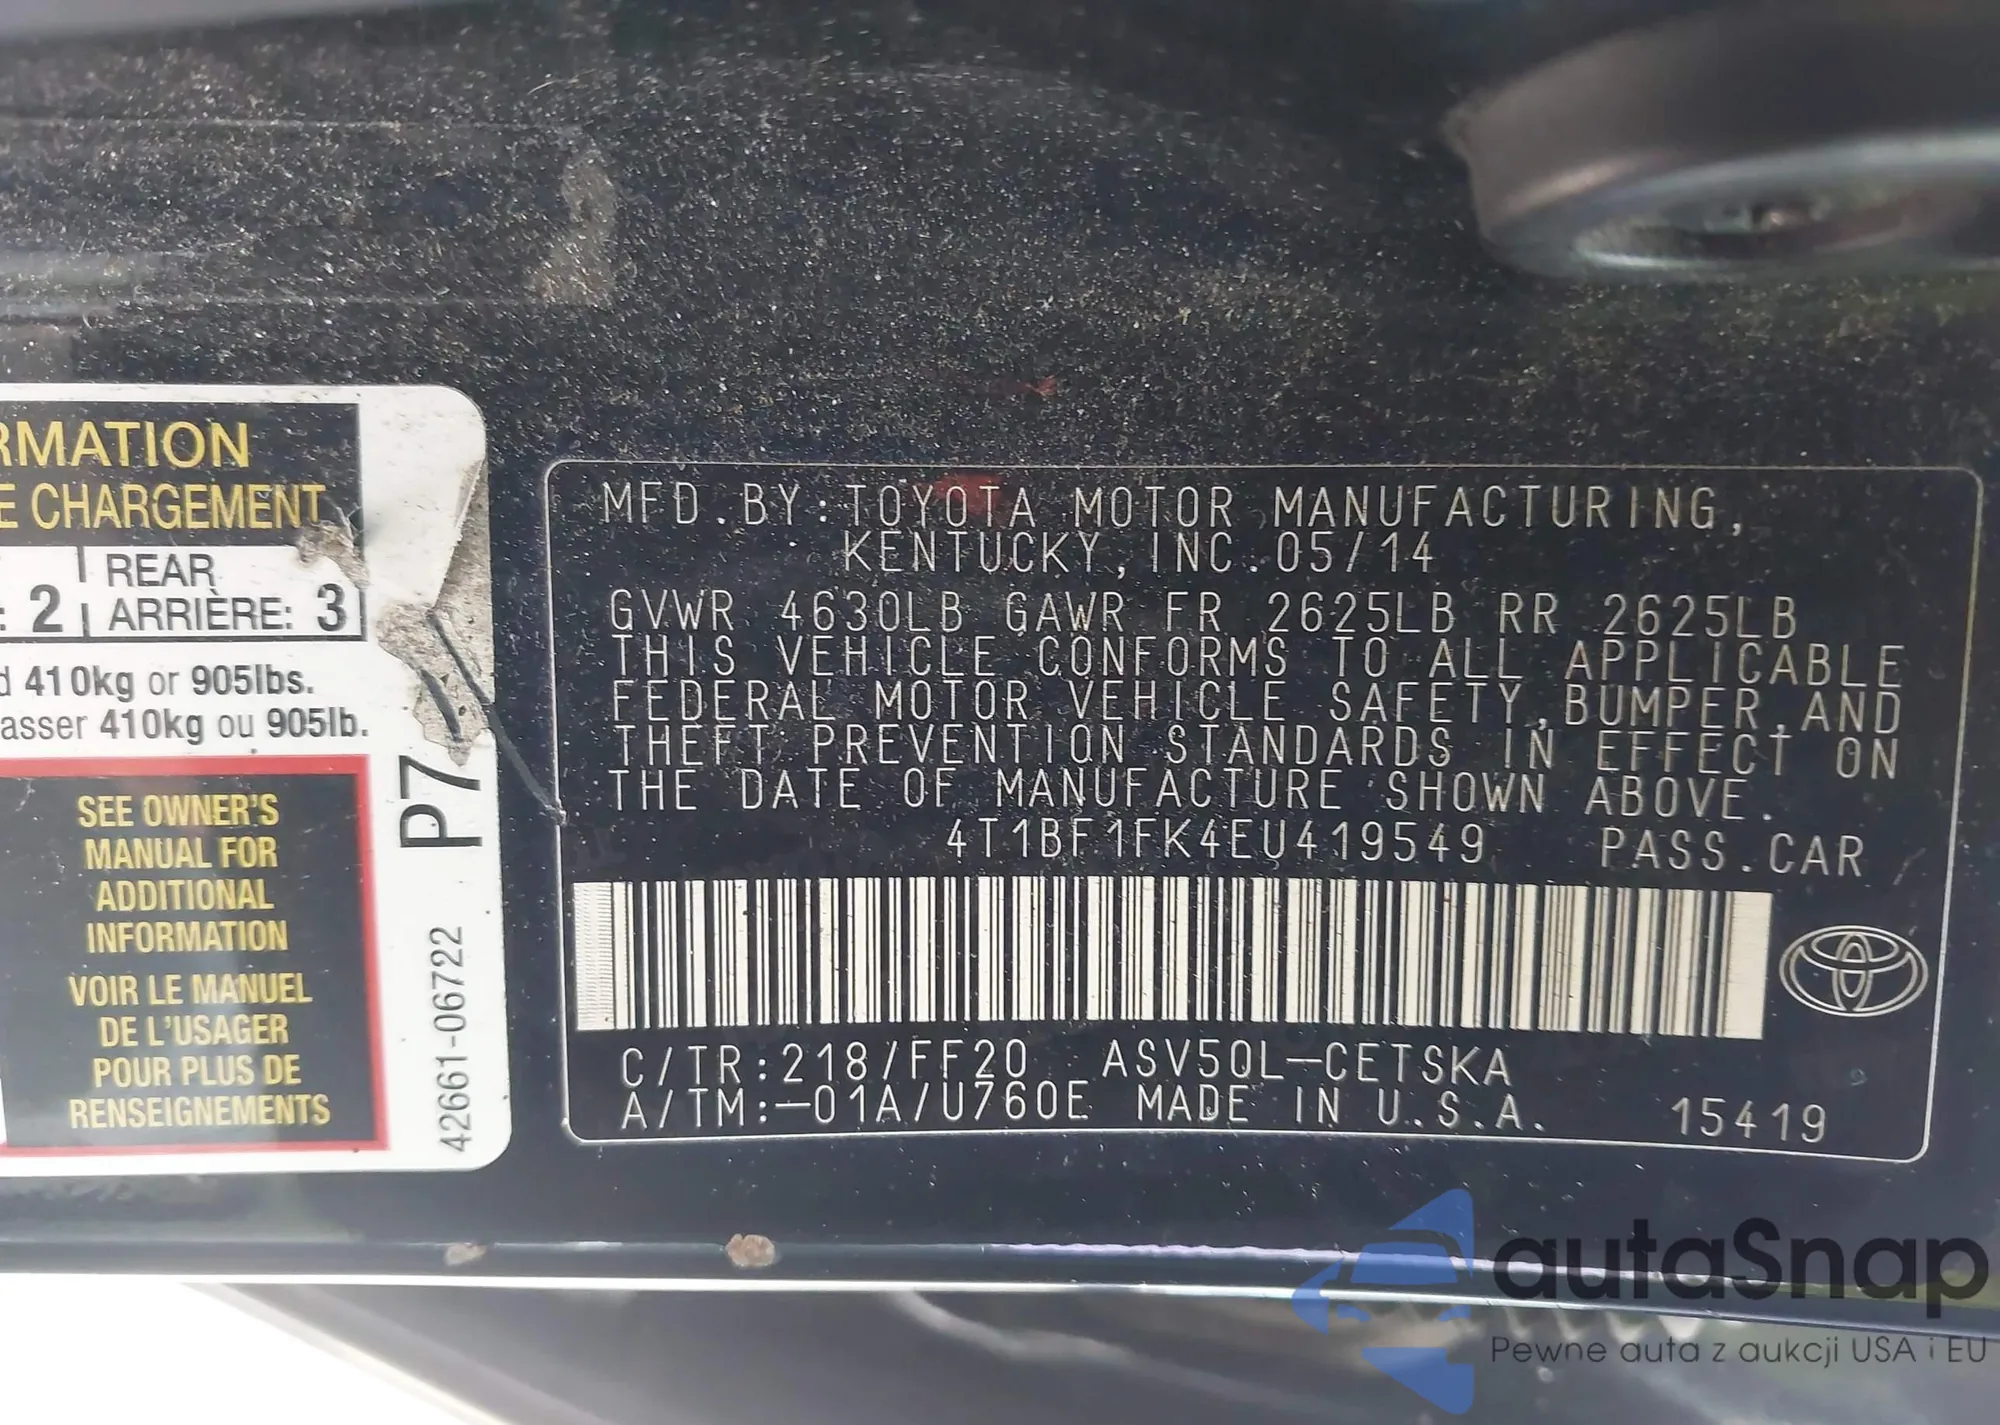 RMATION
E CHARGEMENT
: 2 | REAR
ARRIÈRE: 3
d 410kg or 905lbs.
asser 410kg ou 905lb.
SEE OWNER'S
MANUAL FOR
ADDITIONAL
INFORMATION
VOIR LE MANUEL
DE L'USAGER
POUR PLUS DE
RENSEIGNEMENTS
P7
42661-06722
MFD.BY:TOYOTA MOTOR MANUFACTURING,
KENTUCKY,INC.05/14
GVWR 4630LB GAWR FR 2625LB RR 2625LB
THIS VEHICLE CONFORMS TO ALL APPLICABLE
FEDERAL MOTOR VEHICLE SAFETY,BUMPER,AND
THEFT PREVENTION STANDARDS IN EFFECT ON
THE DATE OF MANUFACTURE SHOWN ABOVE.
4T1BF1FK4EU419549 PASS.CAR
C/TR:218/FF20 ASV50L-CETSKA
A/TM:-01A/U760E MADE IN U.S.A. 15419
autaSnap
Pewne auta z aukcji USA i EU